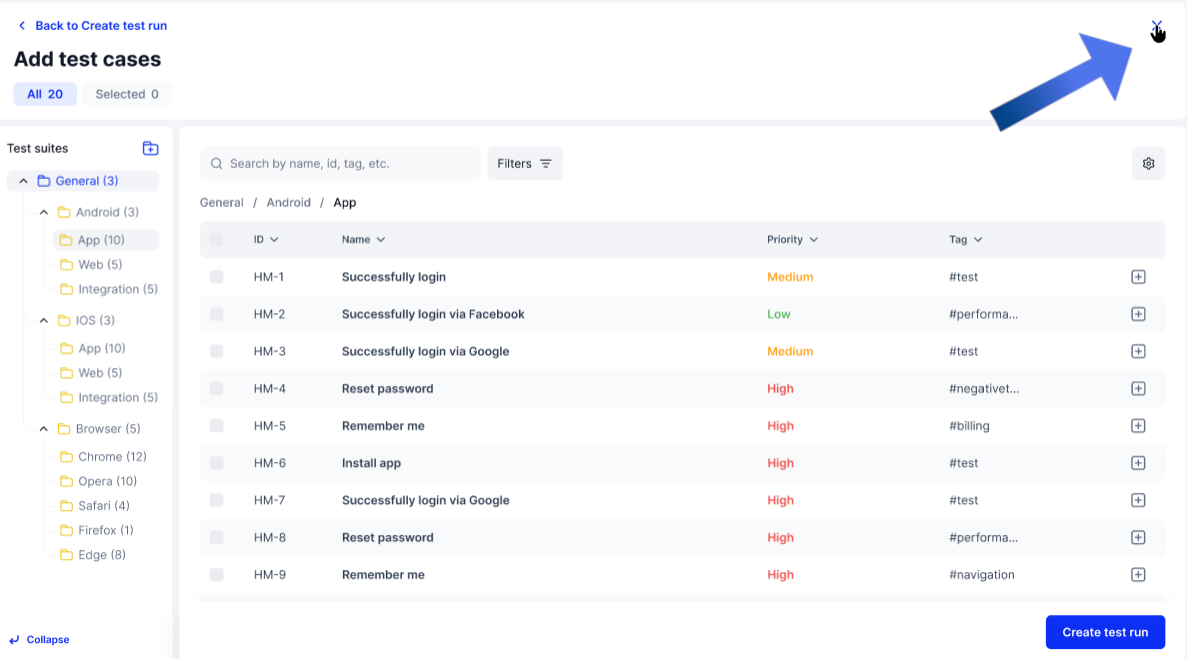 Back to Create test run
Add test cases
All 20
Selected 0
Test suites
General (3)
Android (3)
App (10)
Web (5)
Integration (5)
IOS (3)
App (10)
Web (5)
Integration (5)
Browser (5)
Chrome (12)
Opera (10)
Safari (4)
Firefox (1)
Edge (8)
Collapse
Search by name, id, tag, etc.
Filters
General / Android / App
ID Name Priority Tag
HM-1 Successfully login Medium #test
HM-2 Successfully login via Facebook Low #performa...
HM-3 Successfully login via Google Medium #test
HM-4 Reset password High #negativet...
HM-5 Remember me High #billing
HM-6 Install app High #test
HM-7 Successfully login via Google High #test
HM-8 Reset password High #performa...
HM-9 Remember me High #navigation
Create test run